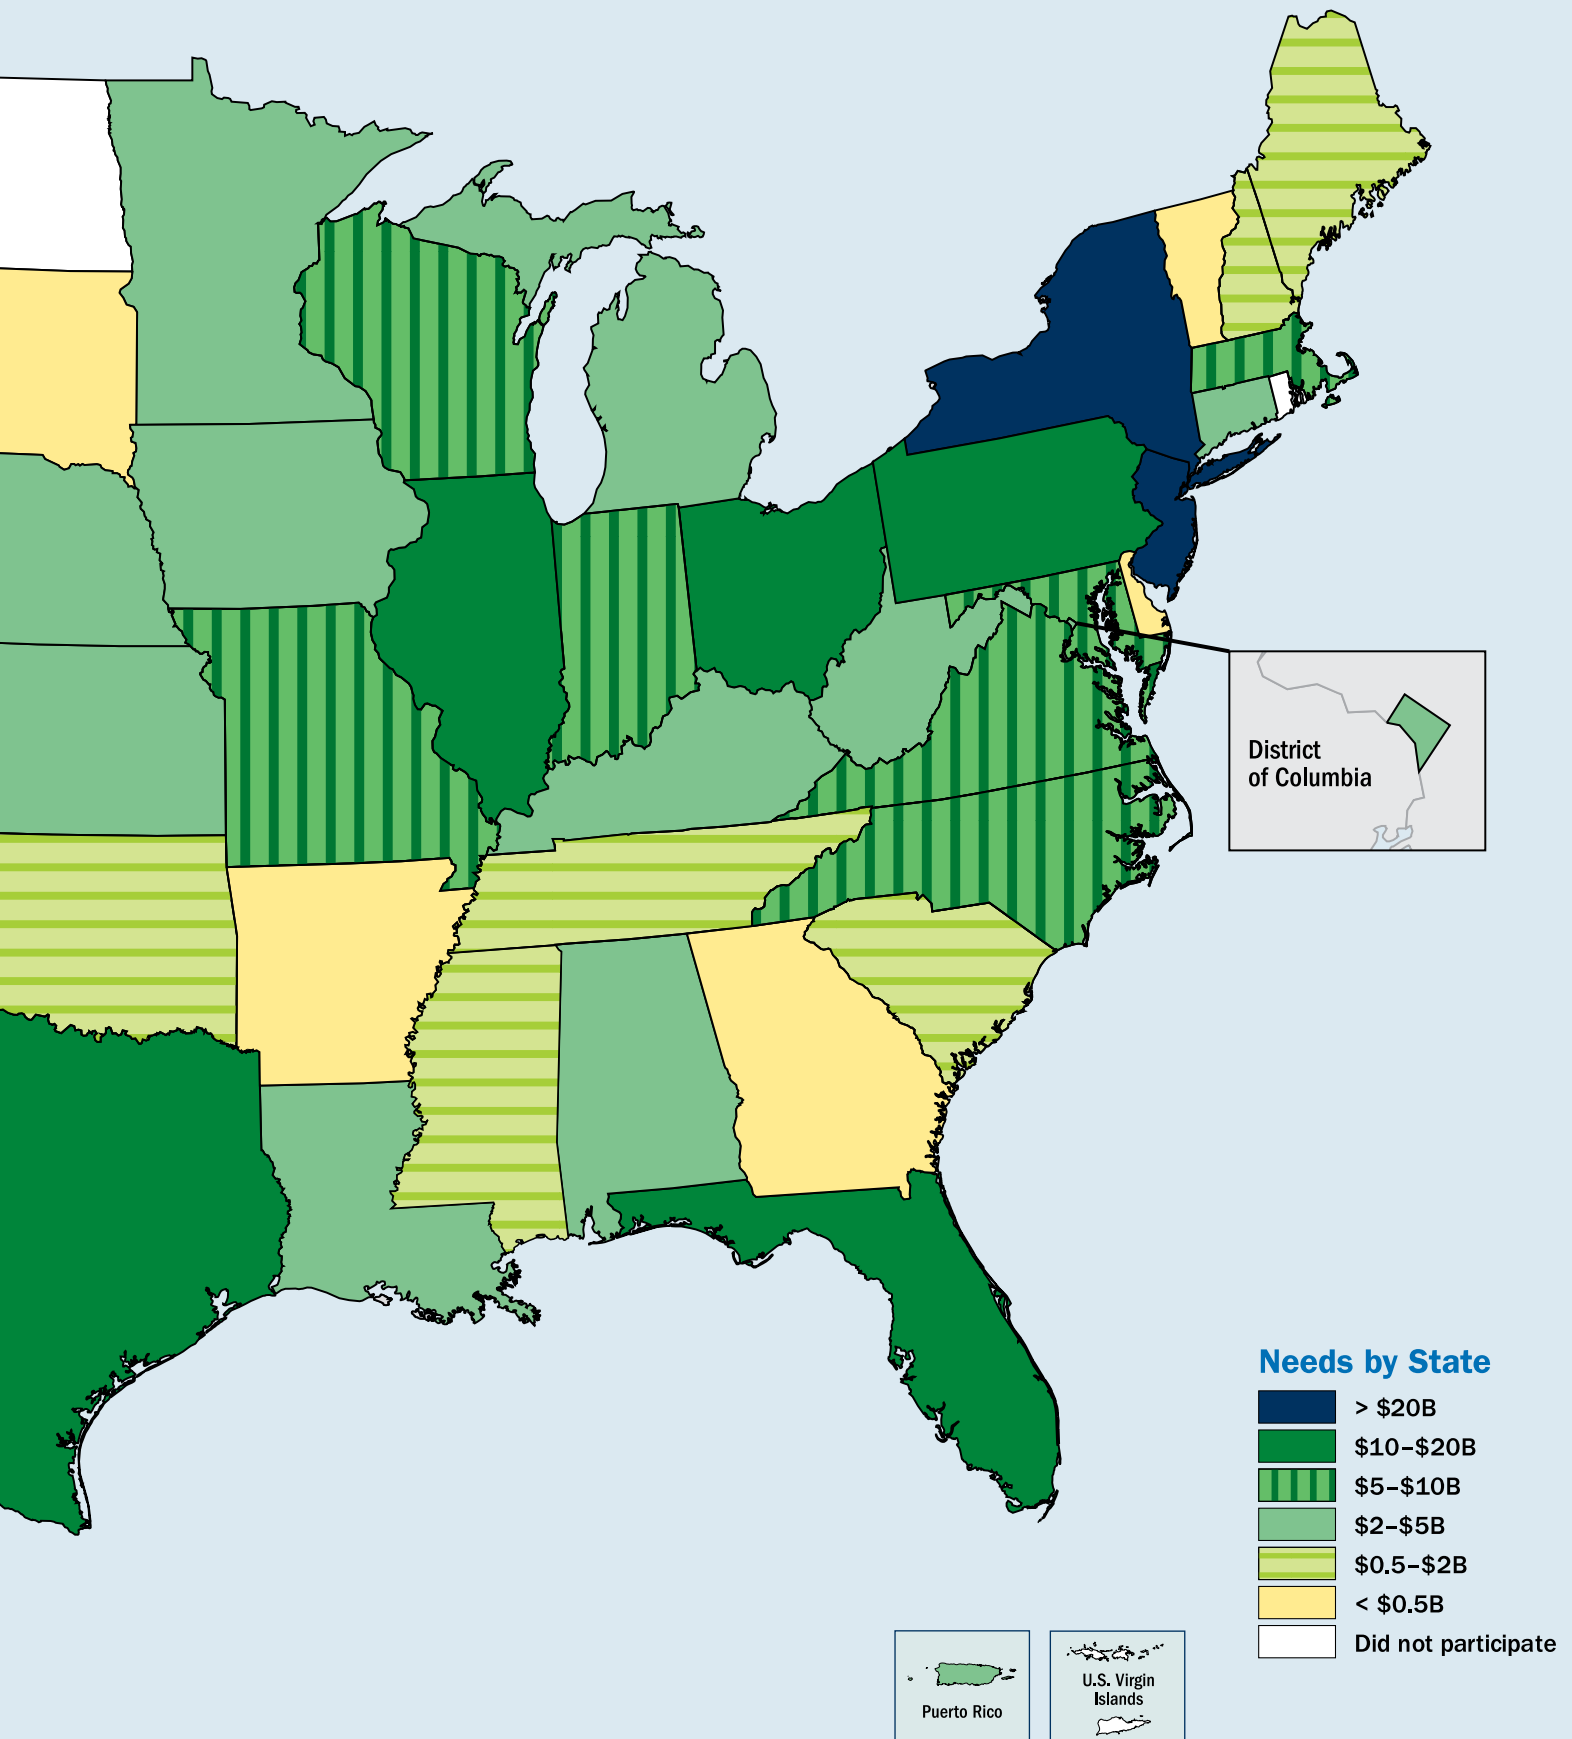 District
of Columbia
Needs by State
> $20B
$10–$20B
$5–$10B
$2–$5B
$0.5–$2B
< $0.5B
Did not participate
Puerto Rico
U.S. Virgin
Islands